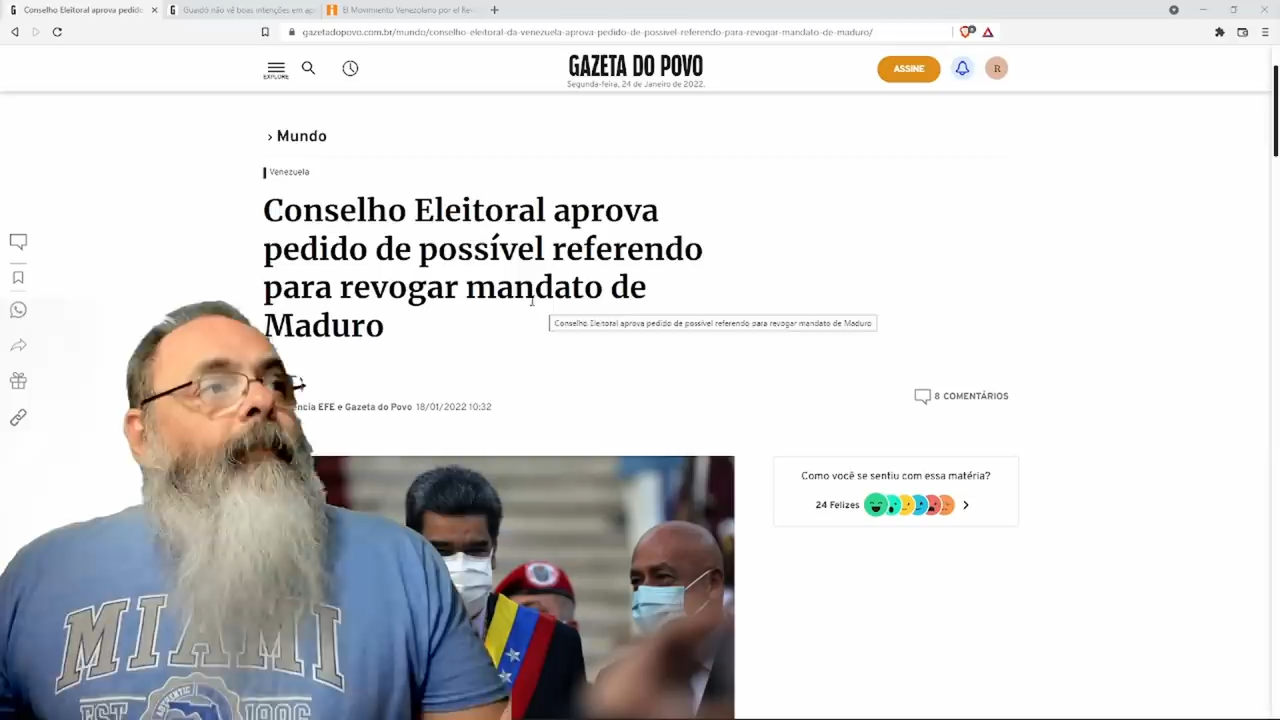 Conselho Eleitoral aprova pedido
Guaidó não vê boas intenções em ap
El Movimiento Venezolano por el Re
gazetadopovo.com.br/mundo/conselho-eleitoral-da-venezuela-aprova-pedido-de-possivel-referendo-para-revogar-mandato-de-maduro/
EXPLORE
GAZETA DO POVO
Segunda-feira, 24 de Janeiro de 2022.
ASSINE
R
› Mundo
Venezuela
Conselho Eleitoral aprova
pedido de possível referendo
para revogar mandato de
Maduro
Conselho Eleitoral aprova pedido de possível referendo para revogar mandato de Maduro
ência EFE e Gazeta do Povo 18/01/2022 10:32
8 COMENTÁRIOS
Como você se sentiu com essa matéria?
24 Felizes
MIAMI
AUTHENTIC
EST 1896